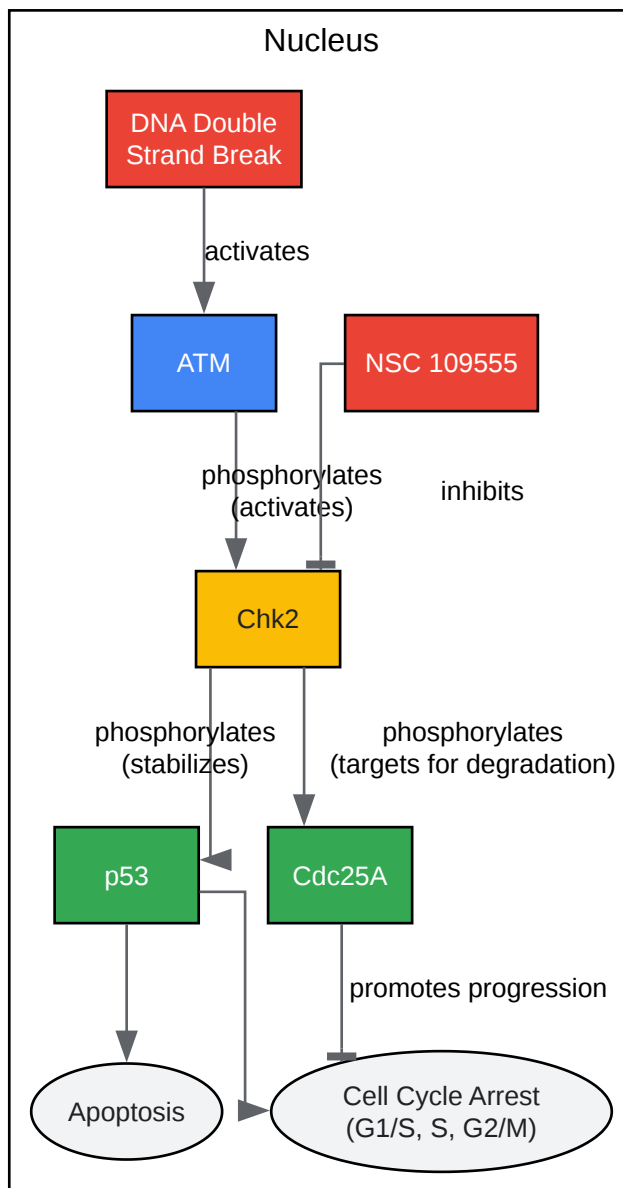 Nucleus
DNA Double
Strand Break
activates
ATM
NSC 109555
phosphorylates
(activates)
inhibits
Chk2
phosphorylates
(stabilizes)
phosphorylates
(targets for degradation)
p53
Cdc25A
promotes progression
Apoptosis
Cell Cycle Arrest
(G1/S, S, G2/M)